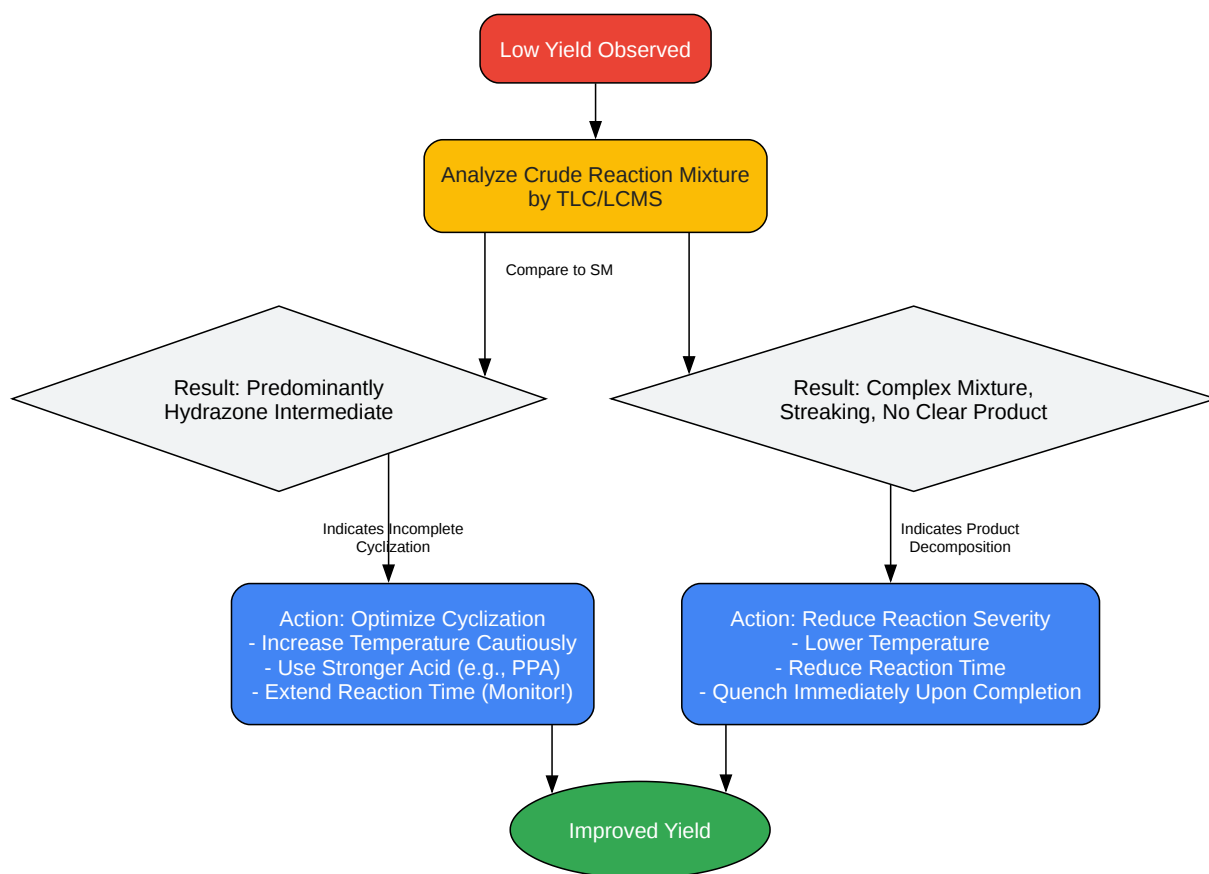 Low Yield Observed
Analyze Crude Reaction Mixture
by TLC/LCMS
Compare to SM
Result: Predominantly
Hydrazone Intermediate
Result: Complex Mixture,
Streaking, No Clear Product
Indicates Incomplete
Cyclization
Indicates Product
Decomposition
Action: Optimize Cyclization
- Increase Temperature Cautiously
- Use Stronger Acid (e.g., PPA)
- Extend Reaction Time (Monitor!)
Action: Reduce Reaction Severity
- Lower Temperature
- Reduce Reaction Time
- Quench Immediately Upon Completion
Improved Yield